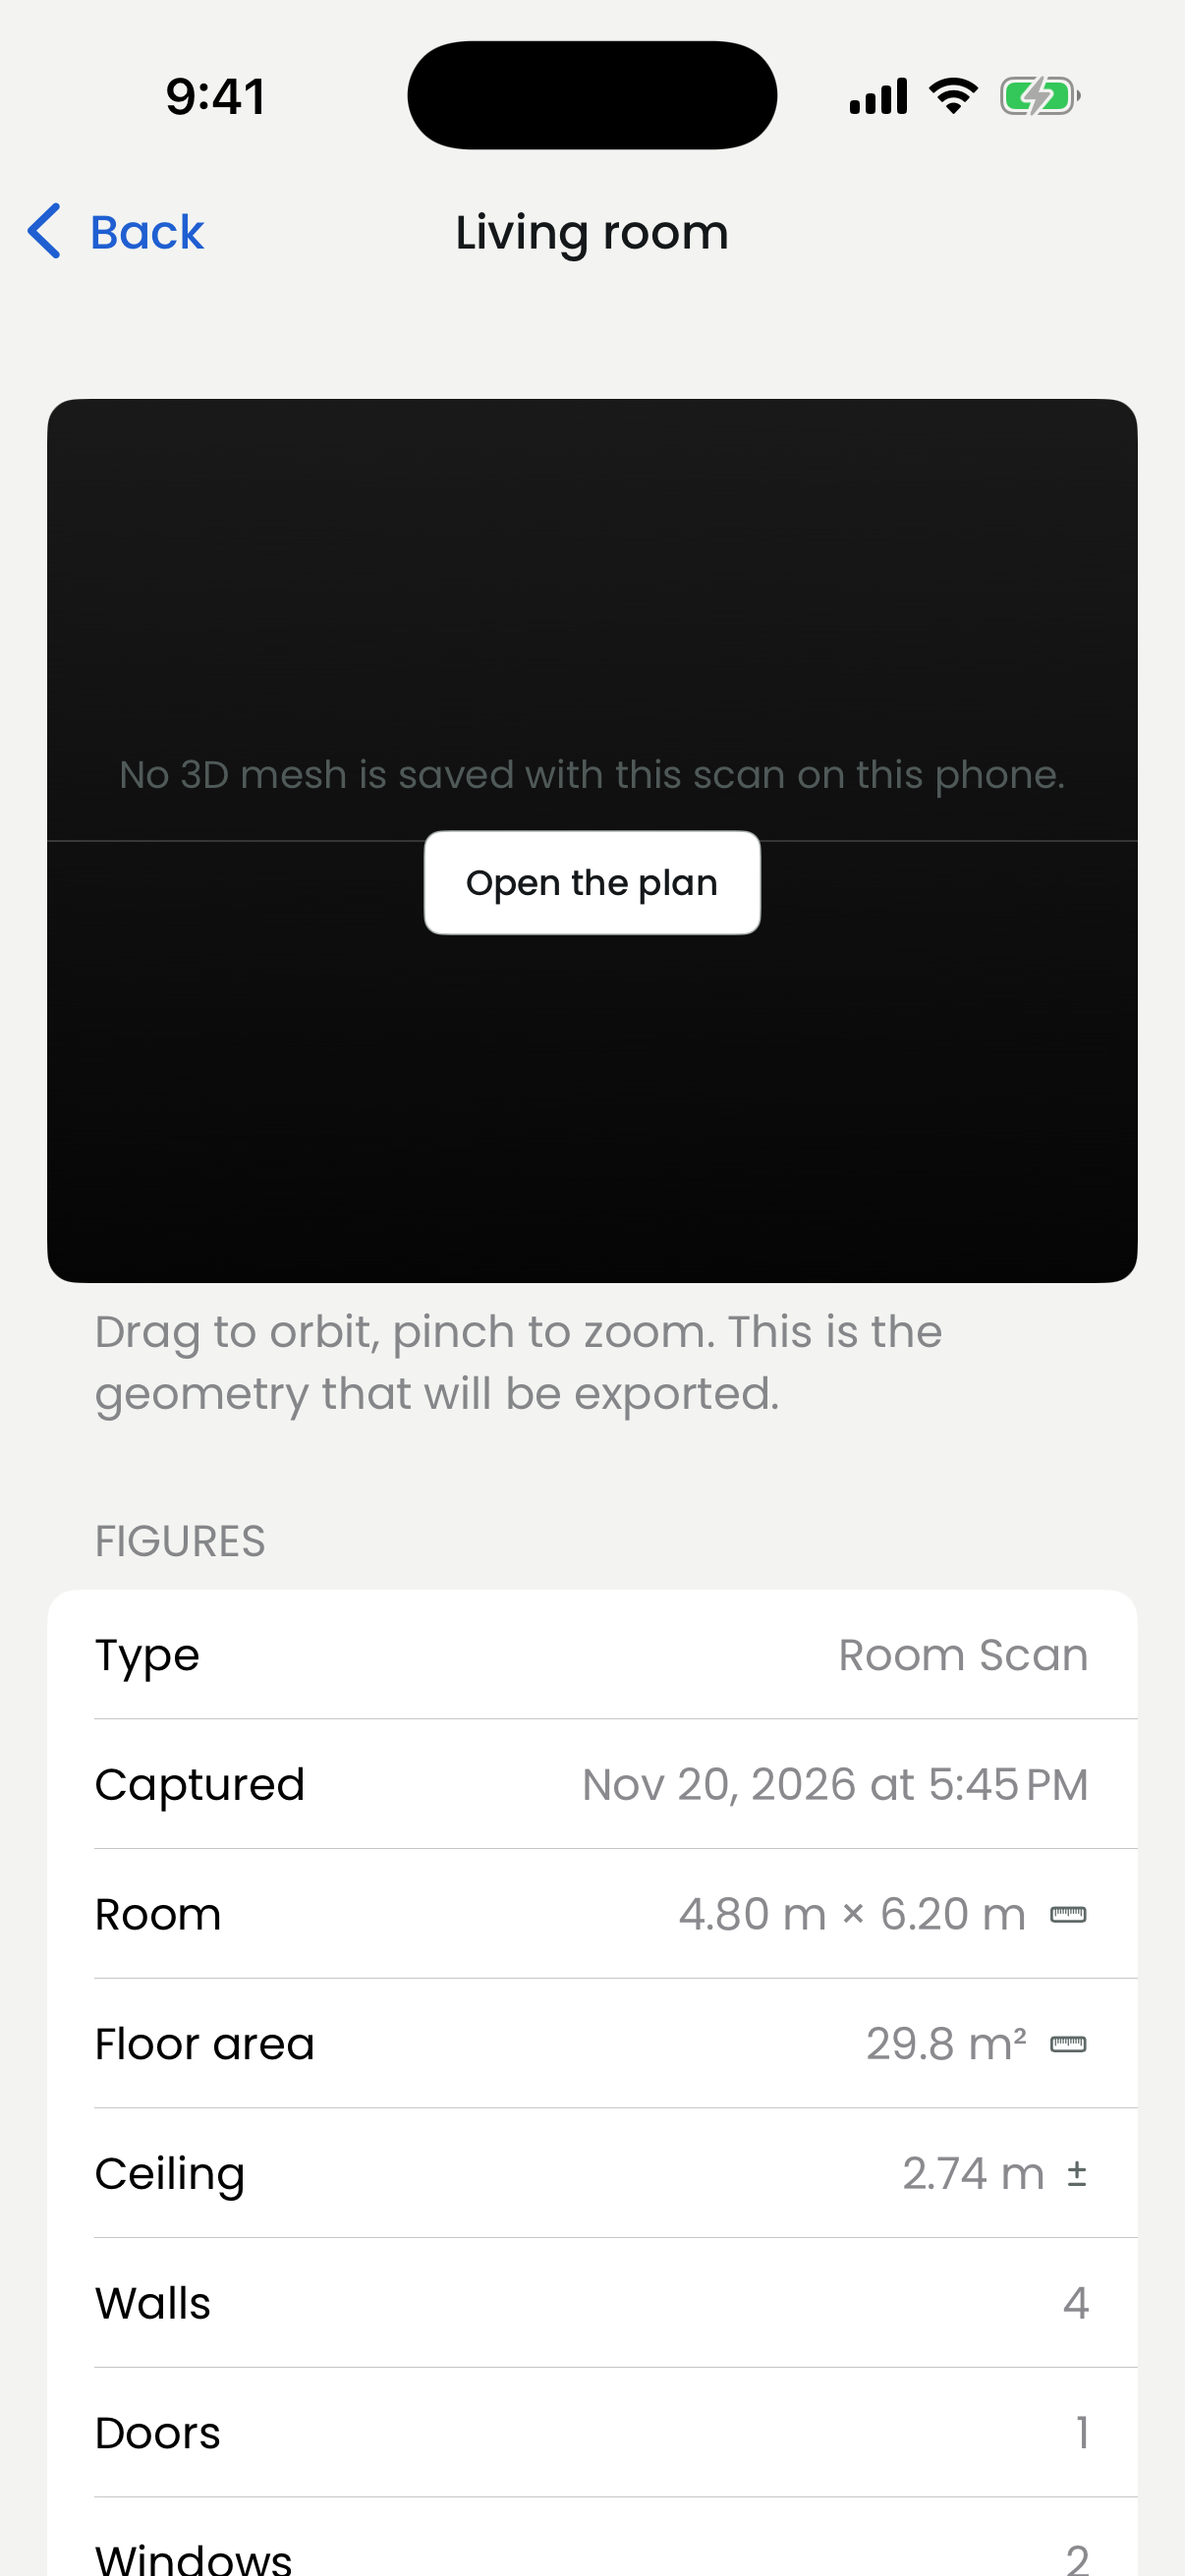 9:41
Back
Living room
No 3D mesh is saved with this scan on this phone.
Open the plan
Drag to orbit, pinch to zoom. This is the
geometry that will be exported.
FIGURES
Type Room Scan
Captured Nov 20, 2026 at 5:45 PM
Room 4.80 m × 6.20 m
Floor area 29.8 m²
Ceiling 2.74 m ±
Walls 4
Doors 1
Windows 2